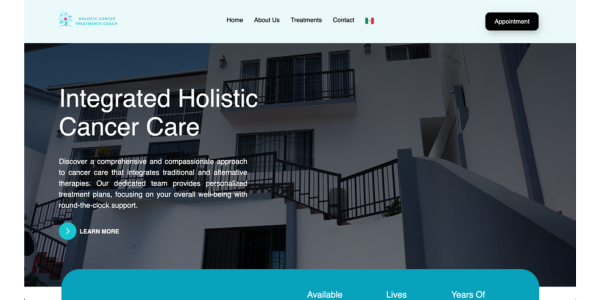 HOLISTIC CANCER
TREATMENTS COACH
Home About Us Treatments Contact
Appointment
Integrated Holistic
Cancer Care
Discover a comprehensive and compassionate approach
to cancer care that integrates traditional and alternative
therapies. Our dedicated team provides personalized
treatment plans, focusing on your overall well-being with
round-the-clock support.
LEARN MORE
Available Lives Years Of